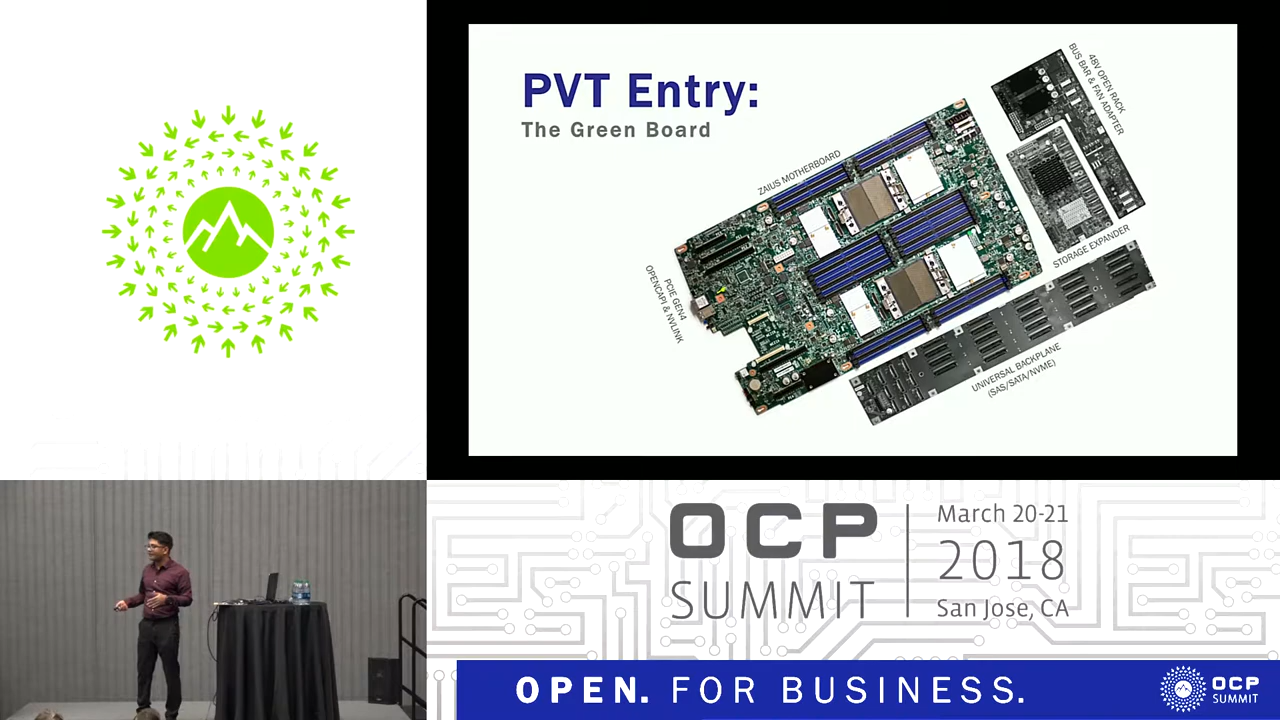 PVT Entry:
The Green Board
ZAIUS MOTHERBOARD
48V OPEN RACK
BUS BAR & FAN ADAPTER
STORAGE EXPANDER
PCIE GEN4
OPENCAPI & NVLINK
UNIVERSAL BACKPLANE
(SAS/SATA/NVME)
OCP
SUMMIT
March 20-21
2018
San Jose, CA
OPEN. FOR BUSINESS.
OCP
SUMMIT